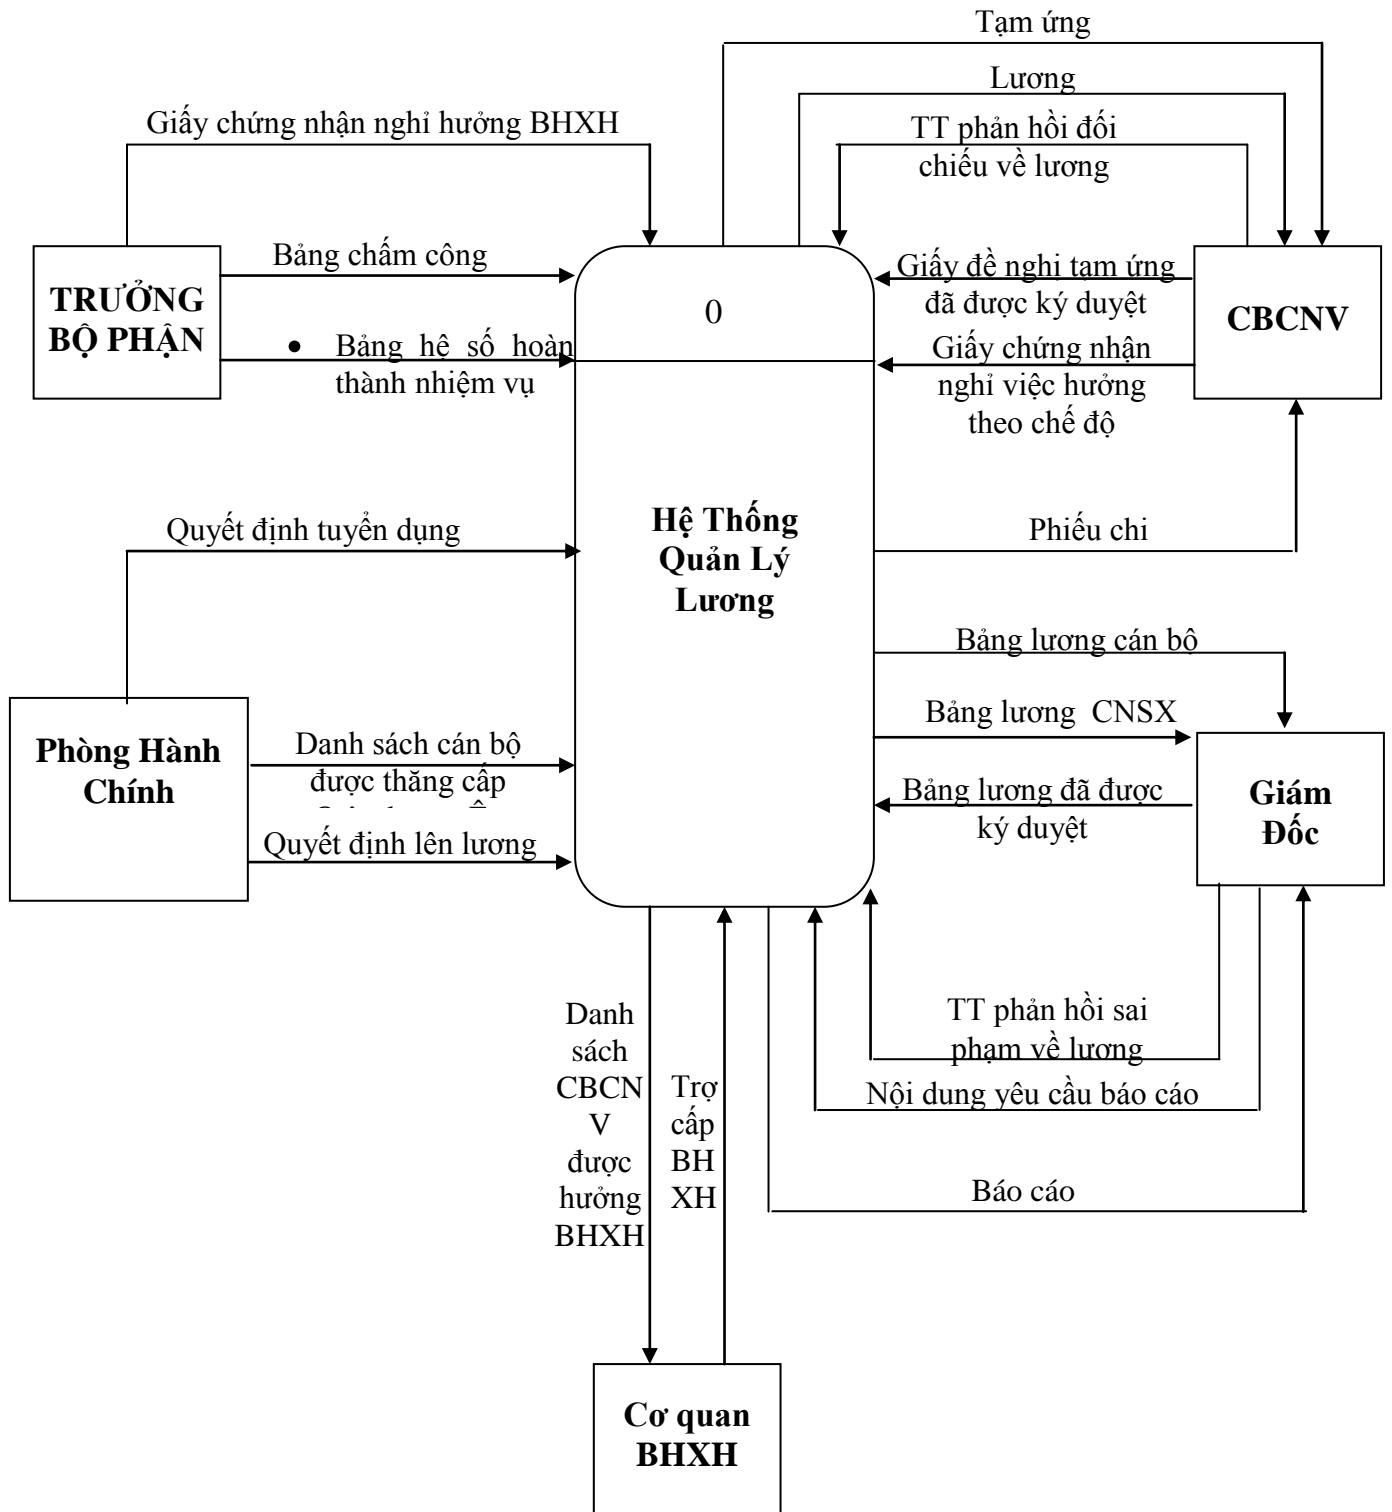 Tạm ứng
Lương
Giấy chứng nhận nghỉ hưởng BHXH
TT phản hồi đối
chiếu về lương
Bảng chấm công
TRƯỞNG
BỘ PHẬN
• Bảng hệ số hoàn
thành nhiệm vụ
0
Giấy đề nghị tạm ứng
đã được ký duyệt
CBCNV
Giấy chứng nhận
nghỉ việc hưởng
theo chế độ
Hệ Thống
Quản Lý
Lương
Quyết định tuyển dụng
Phiếu chi
Bảng lương cán bộ
Bảng lương CNSX
Phòng Hành
Chính
Danh sách cán bộ
được thăng cấp
Bảng lương đã được
ký duyệt
Giám
Đốc
Quyết định lên lương
Danh
sách
CBCN
V
được
hưởng
BHXH
Trợ
cấp
BH
XH
TT phản hồi sai
phạm về lương
Nội dung yêu cầu báo cáo
Báo cáo
Cơ quan
BHXH